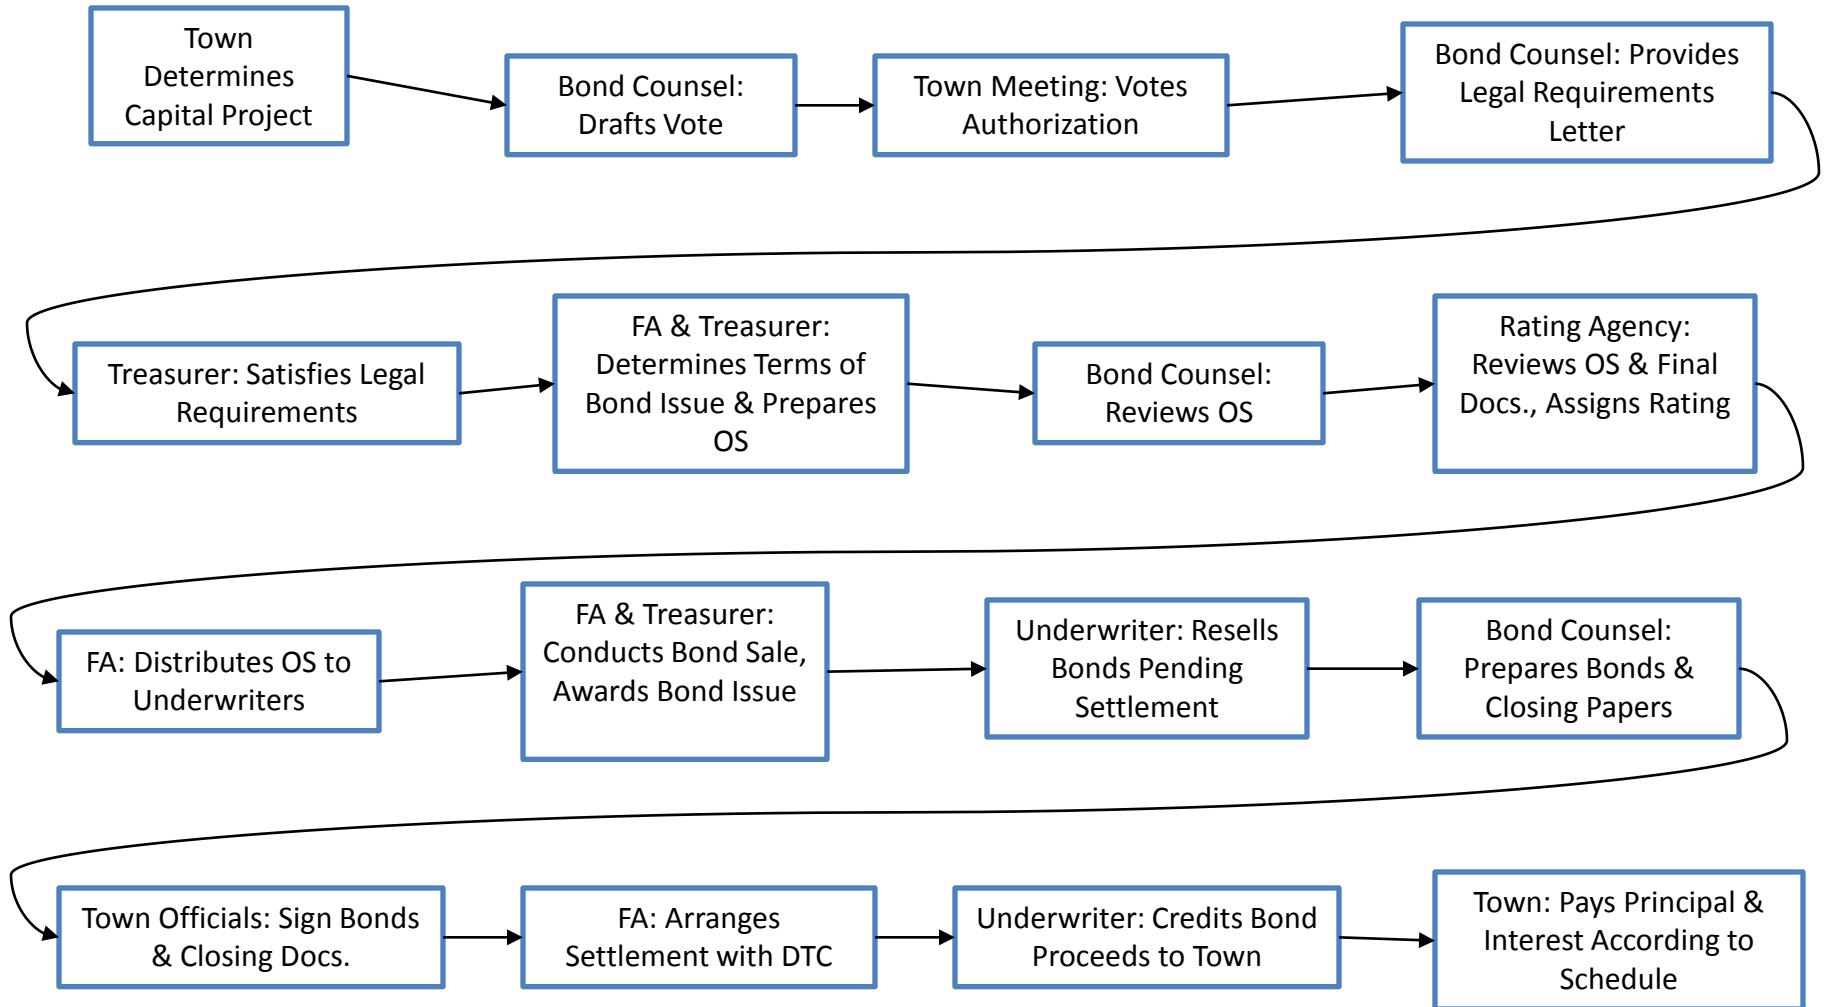 Town
Determines
Capital Project
Bond Counsel:
Drafts Vote
Town Meeting: Votes
Authorization
Bond Counsel: Provides
Legal Requirements
Letter
Treasurer: Satisfies Legal
Requirements
FA & Treasurer:
Determines Terms of
Bond Issue & Prepares
OS
Bond Counsel:
Reviews OS
Rating Agency:
Reviews OS & Final
Docs., Assigns Rating
FA: Distributes OS to
Underwriters
FA & Treasurer:
Conducts Bond Sale,
Awards Bond Issue
Underwriter: Resells
Bonds Pending
Settlement
Bond Counsel:
Prepares Bonds &
Closing Papers
Town Officials: Sign Bonds
& Closing Docs.
FA: Arranges
Settlement with DTC
Underwriter: Credits Bond
Proceeds to Town
Town: Pays Principal &
Interest According to
Schedule